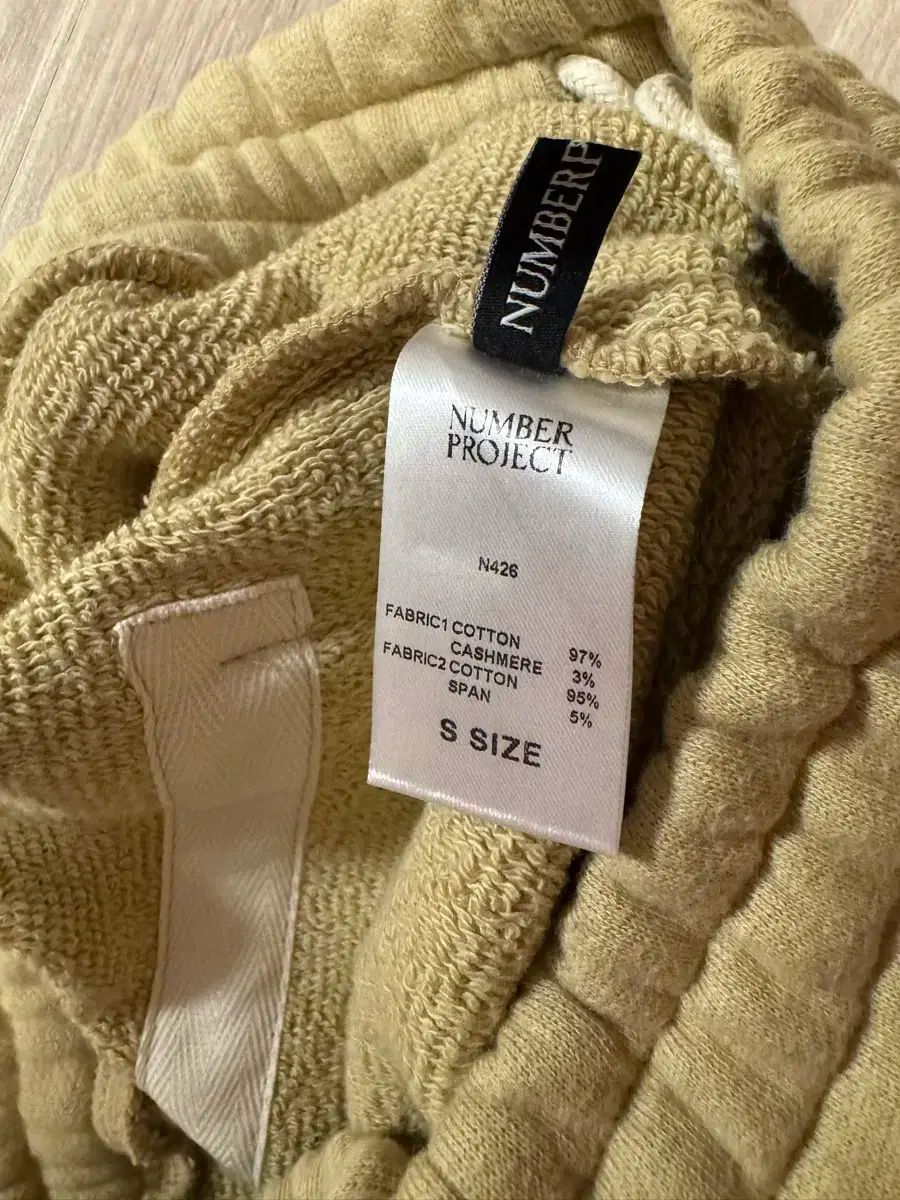 NUMBERP
NUMBER
PROJECT
N426
FABRIC1 COTTON 97%
CASHMERE 3%
FABRIC2 COTTON 95%
SPAN 5%
S SIZE